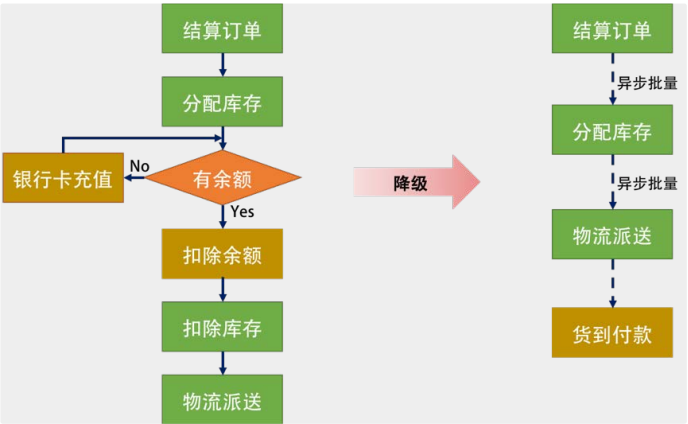 结算订单
分配库存
No
银行卡充值
有余额
Yes
扣除余额
扣除库存
物流派送
降级
结算订单
异步批量
分配库存
异步批量
物流派送
货到付款